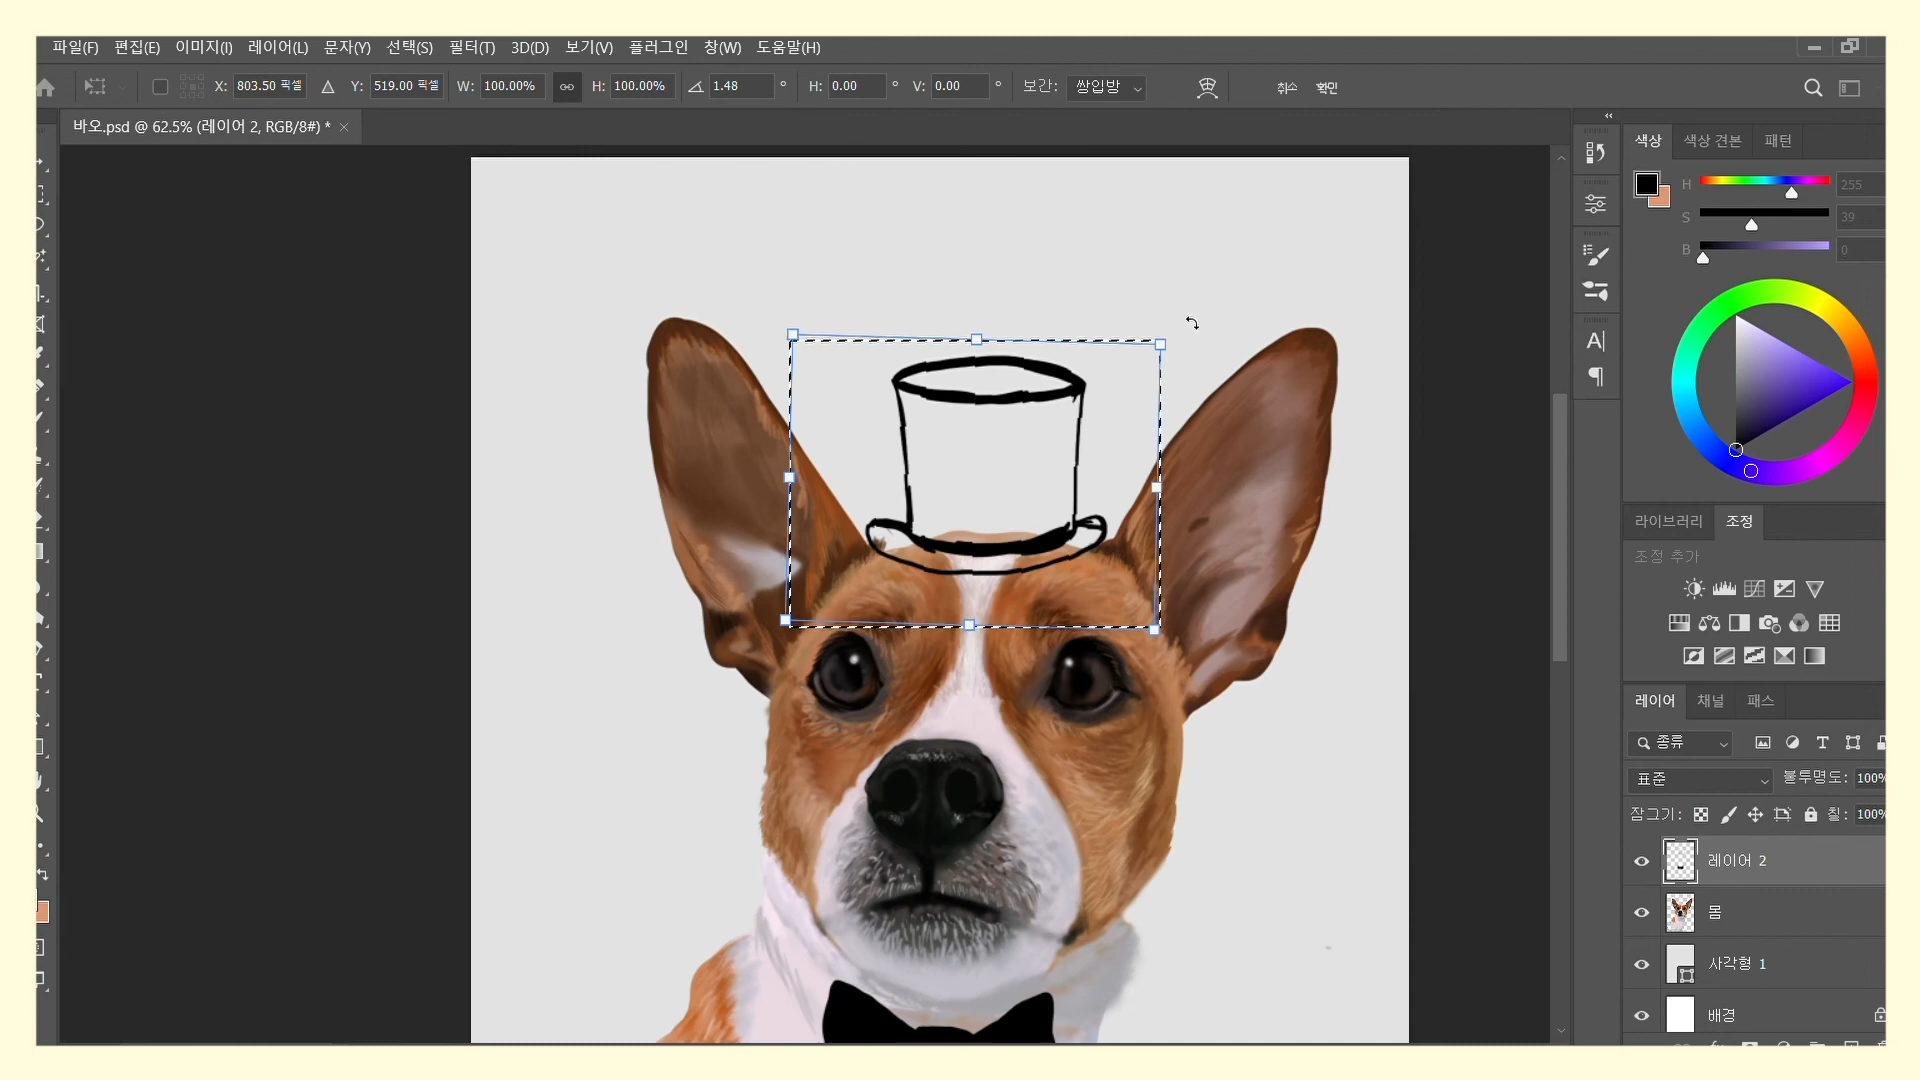 파일(F) 편집(E) 이미지(I) 레이어(L) 문자(Y) 선택(S) 필터(T) 3D(D) 보기(V) 플러그인 창(W) 도움말(H)
X: 803.50 픽셀 Y: 519.00 픽셀 W: 100.00% H: 100.00% 1.48 ° H: 0.00 ° V: 0.00 ° 보간: 쌍입방 취소 확인
바오.psd @ 62.5% (레이어 2, RGB/8#) *
색상 색상 견본 패턴
H 255
S 39
B 0
라이브러리 조정
조정 추가
레이어 채널 패스
종류
표준 불투명도: 100%
잠그기: 칠: 100%
레이어 2
몸
사각형 1
배경